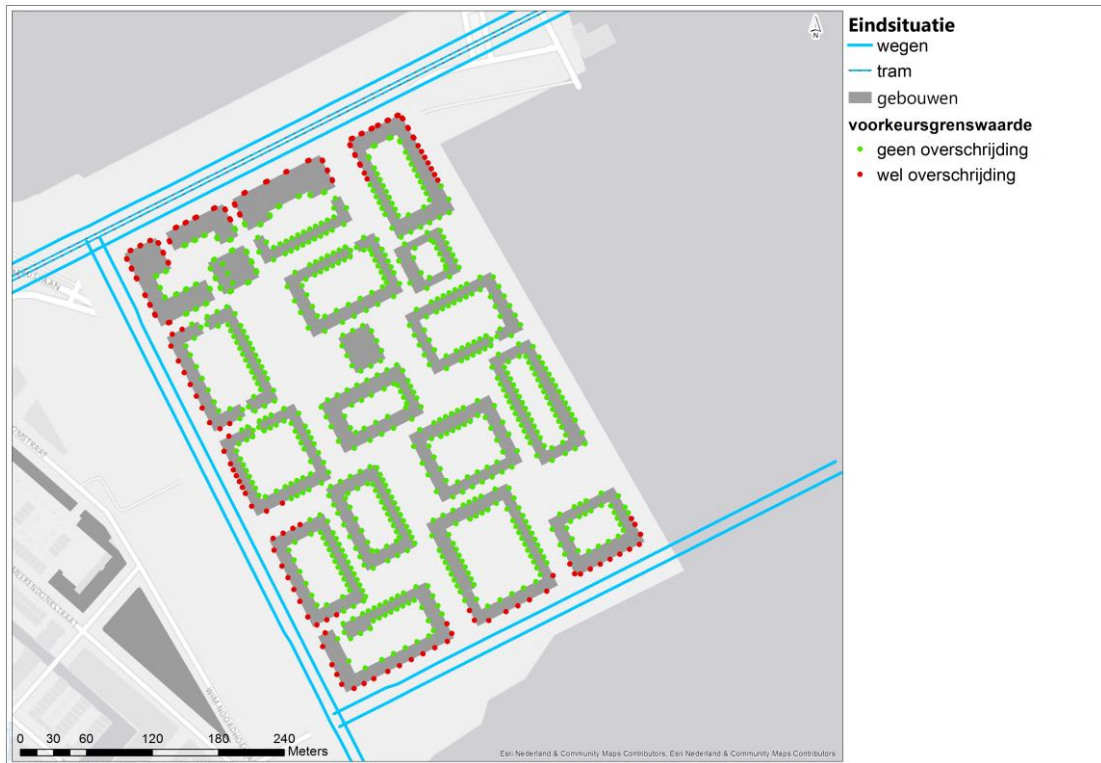 N
Eindsituatie
wegen
tram
gebouwen
voorkeursgrenswaarde
geen overschrijding
wel overschrijding
0 30 60 120 180 240
Meters
Esri Nederland & Community Maps Contributors, Esri Nederland & Community Maps Contributors